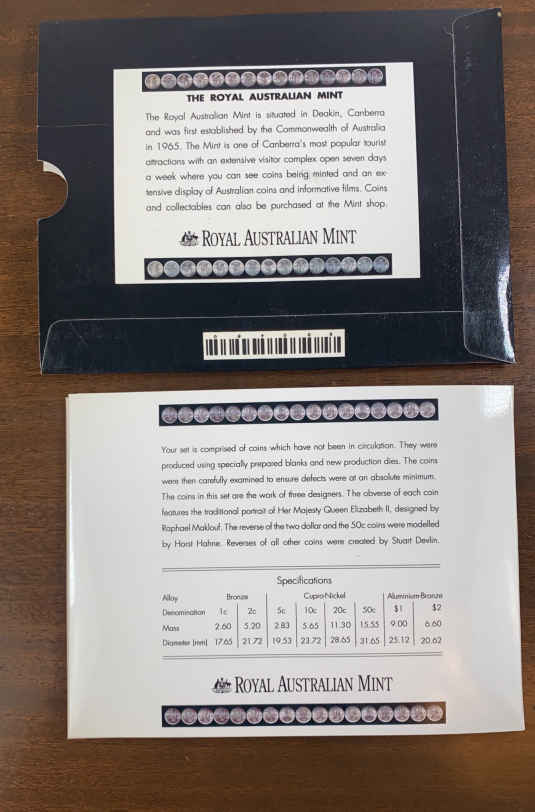 THE ROYAL AUSTRALIAN MINT
The Royal Australian Mint is situated in Deakin, Canberra
and was first established by the Commonwealth of Australia
in 1965. The Mint is one of Canberra's most popular tourist
attractions with an extensive visitor complex open seven days
a week where you can see coins being minted and an ex-
tensive display of Australian coins and informative films. Coins
and collectables can also be purchased at the Mint shop.
ROYAL AUSTRALIAN MINT
Your set is comprised of coins which have not been in circulation. They were
produced using specially prepared blanks and new production dies. The coins
were then carefully examined to ensure defects were at an absolute minimum.
The coins in this set are the work of three designers. The obverse of each coin
features the traditional portrait of Her Majesty Queen Elizabeth II, designed by
Raphael Maklouf. The reverse of the two dollar and the 50c coins were modelled
by Horst Hahne. Reverses of all other coins were created by Stuart Devlin.
Specifications
Alloy Bronze Cupro-Nickel Aluminium-Bronze
Denomination 1c 2c 5c 10c 20c 50c $1 $2
Mass 2.60 5.20 2.83 5.65 11.30 15.55 9.00 6.60
Diameter (mm) 17.65 21.72 19.53 23.72 28.65 31.65 25.12 20.62
ROYAL AUSTRALIAN MINT